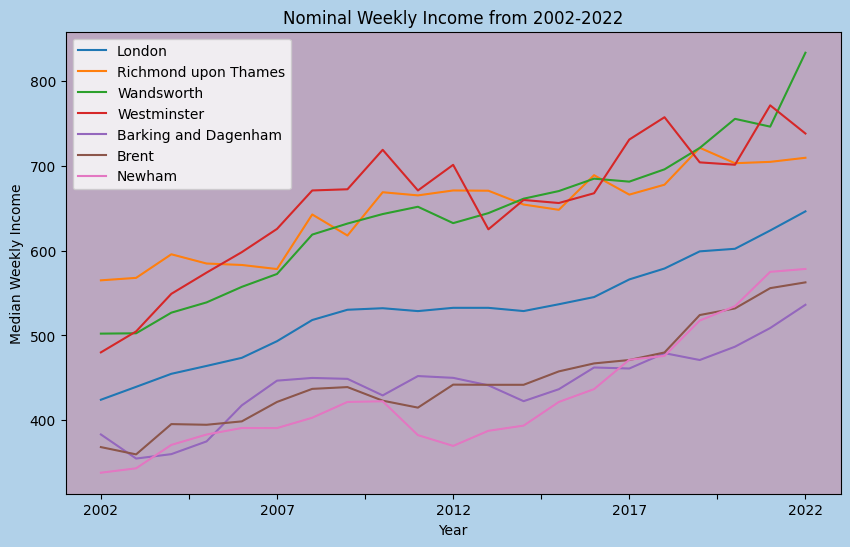 Nominal Weekly Income from 2002-2022
London
Richmond upon Thames
Wandsworth
Westminster
Barking and Dagenham
Brent
Newham
800
700
600
500
400
Median Weekly Income
2002 2007 2012 2017 2022
Year